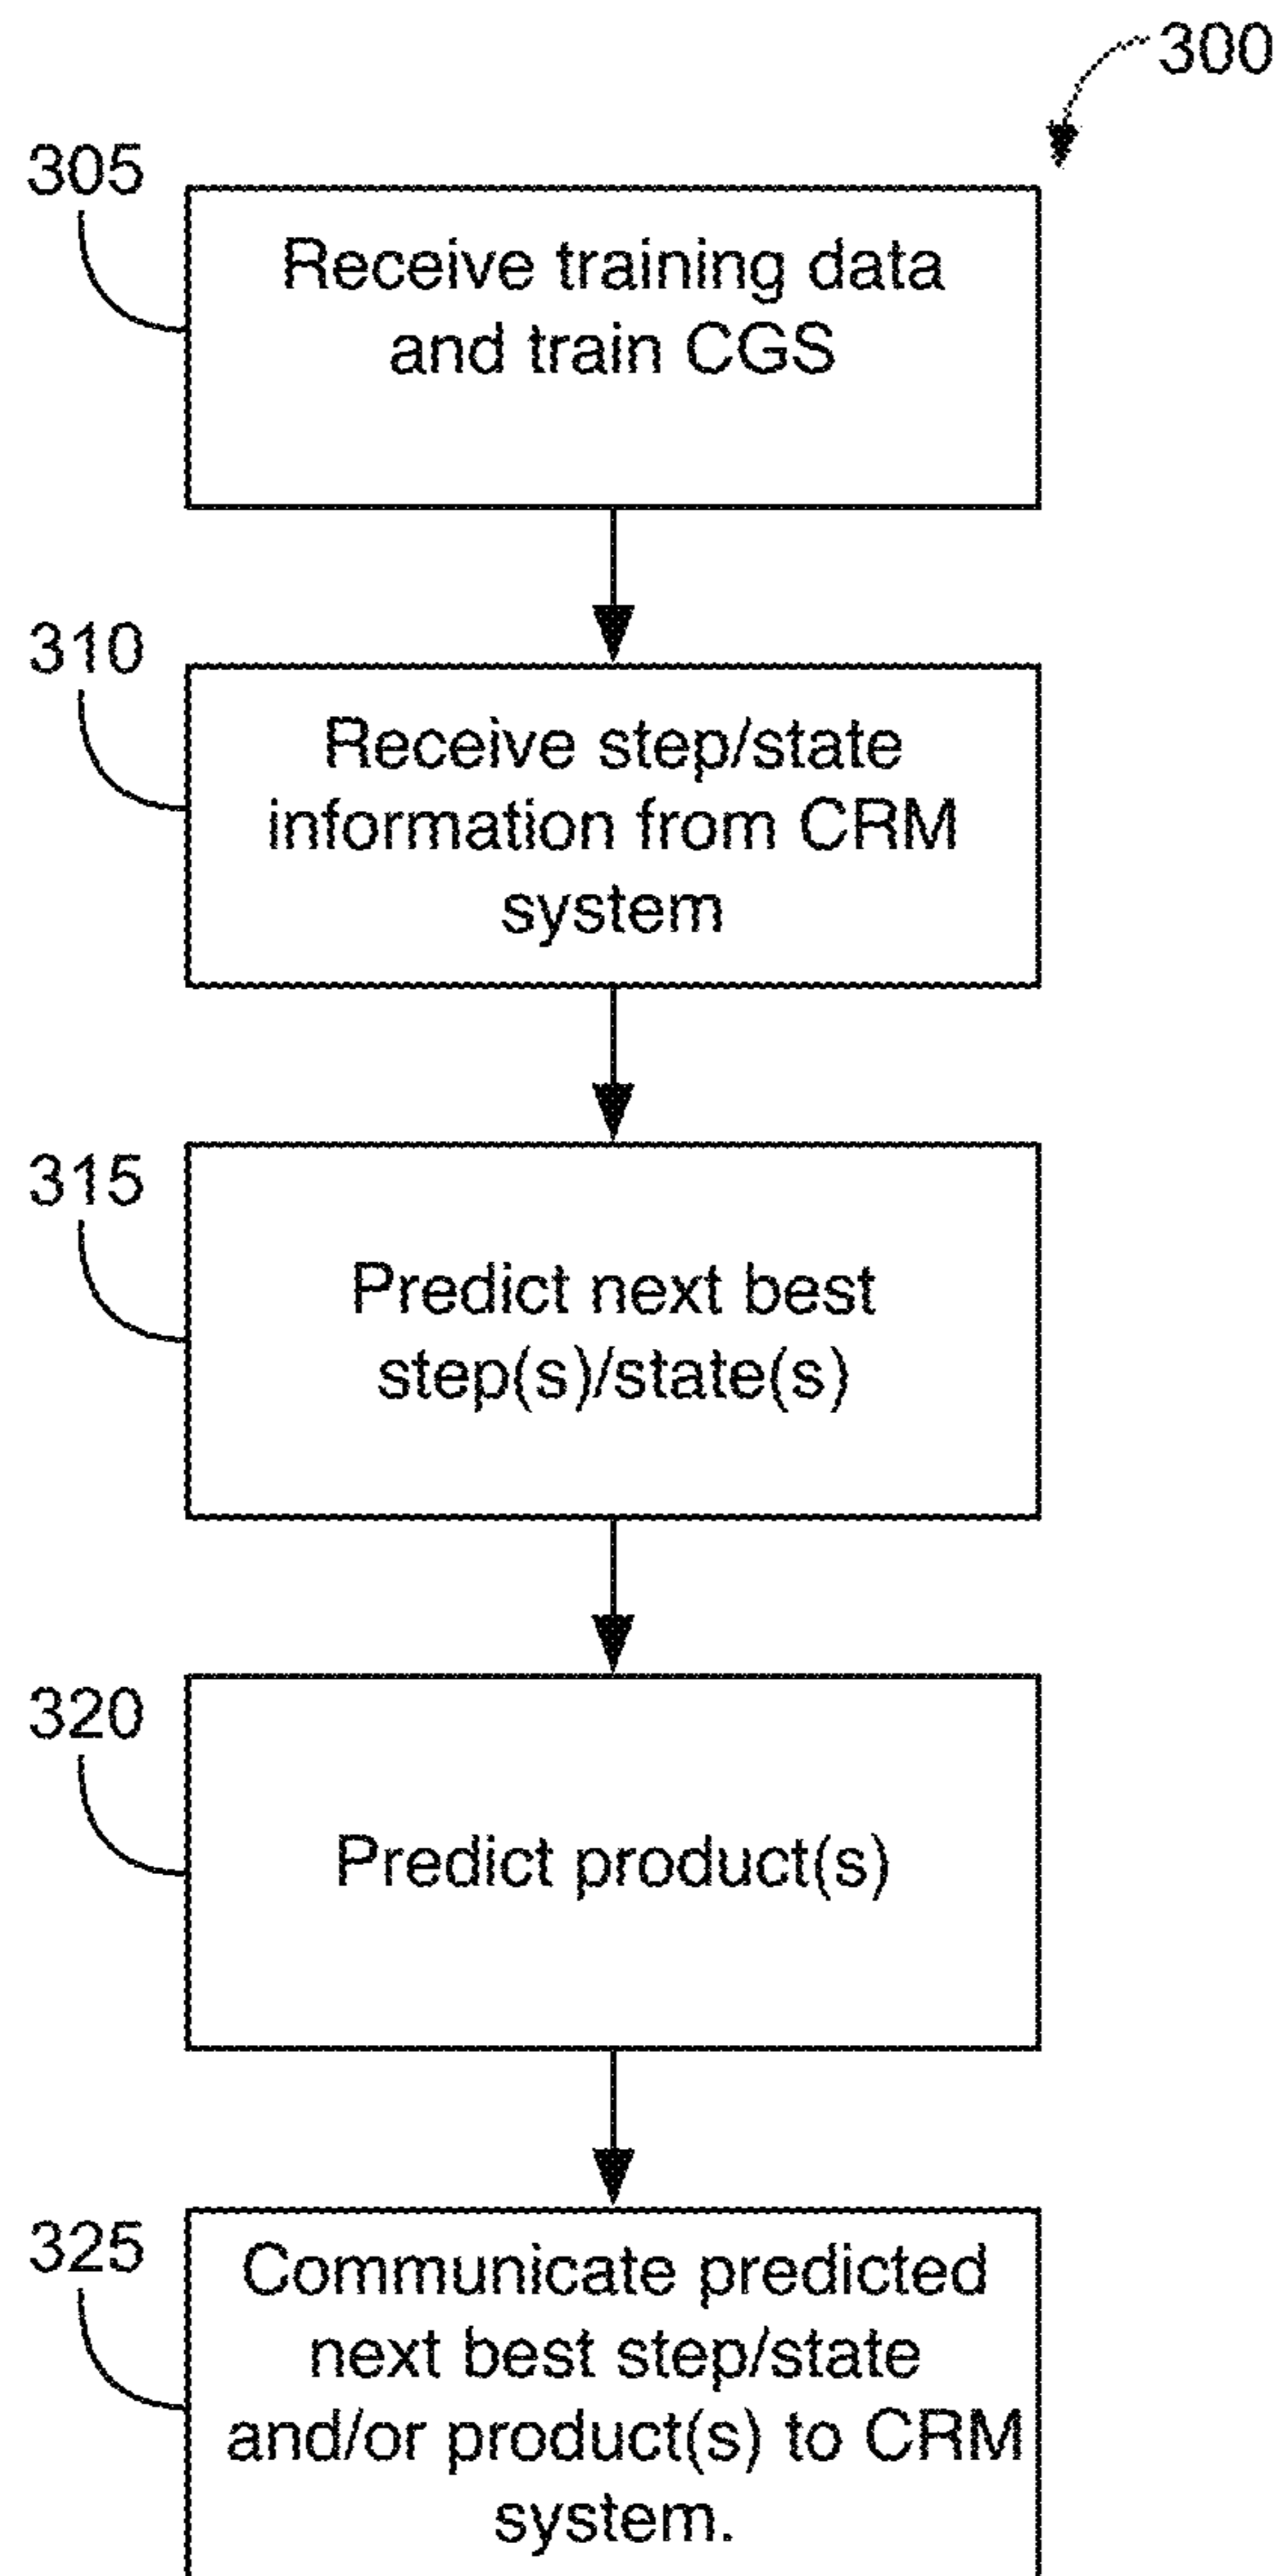 300
305
Receive training data
and train CGS
310
Receive step/state
information from CRM
system
315
Predict next best
step(s)/state(s)
320
Predict product(s)
325
Communicate predicted
next best step/state
and/or product(s) to CRM
system.